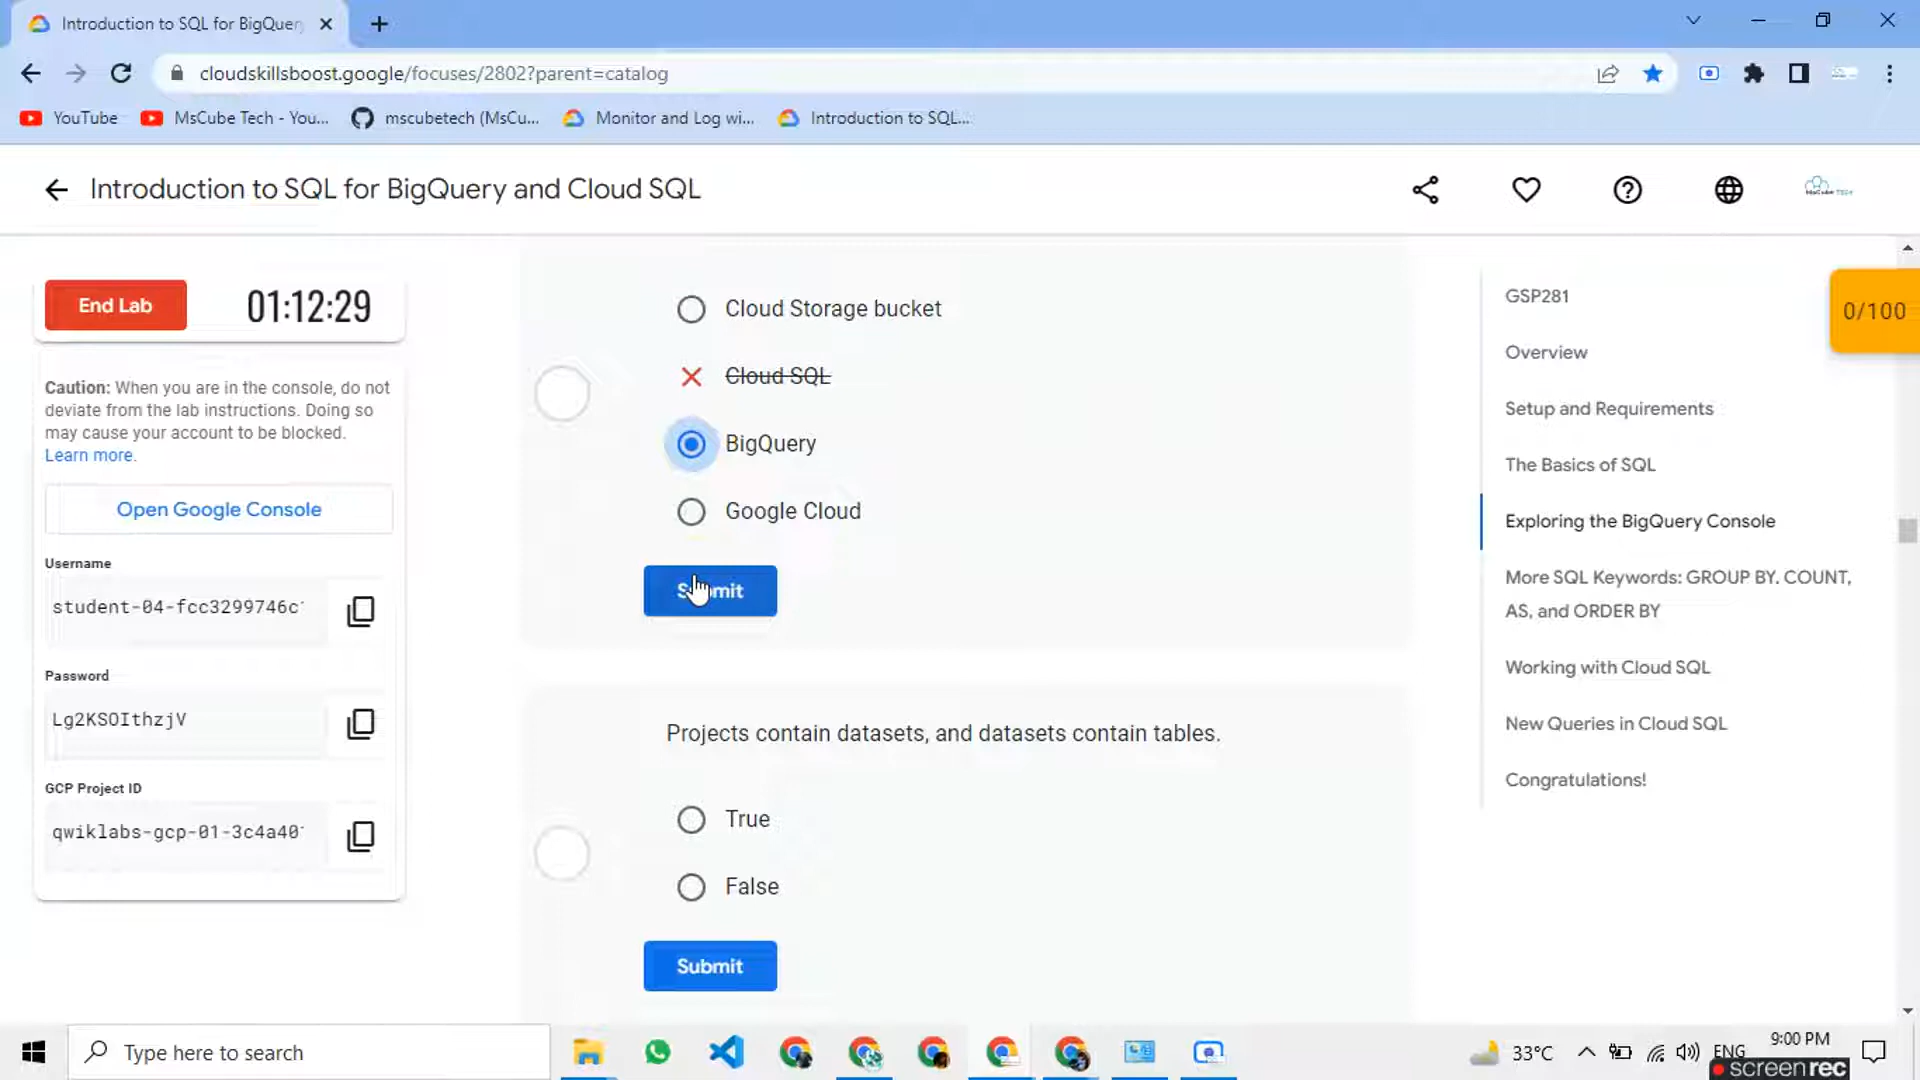 Introduction to SQL for BigQuer
cloudskillsboost.google/focuses/2802?parent=catalog
YouTube
MsCube Tech - You...
mscubetech (MsCu...
Monitor and Log wi...
Introduction to SQL...
Introduction to SQL for BigQuery and Cloud SQL
End Lab
01:12:29
Caution: When you are in the console, do not
deviate from the lab instructions. Doing so
may cause your account to be blocked.
Learn more.
Open Google Console
Username
student-04-fcc3299746c
Password
Lg2KSOIthzjV
GCP Project ID
qwiklabs-gcp-01-3c4a40
Cloud Storage bucket
Cloud SQL
BigQuery
Google Cloud
Submit
Projects contain datasets, and datasets contain tables.
True
False
Submit
GSP281
Overview
Setup and Requirements
The Basics of SQL
Exploring the BigQuery Console
More SQL Keywords: GROUP BY. COUNT,
AS, and ORDER BY
Working with Cloud SQL
New Queries in Cloud SQL
Congratulations!
0/100
Type here to search
33°C
ENG
9:00 PM
screenrec